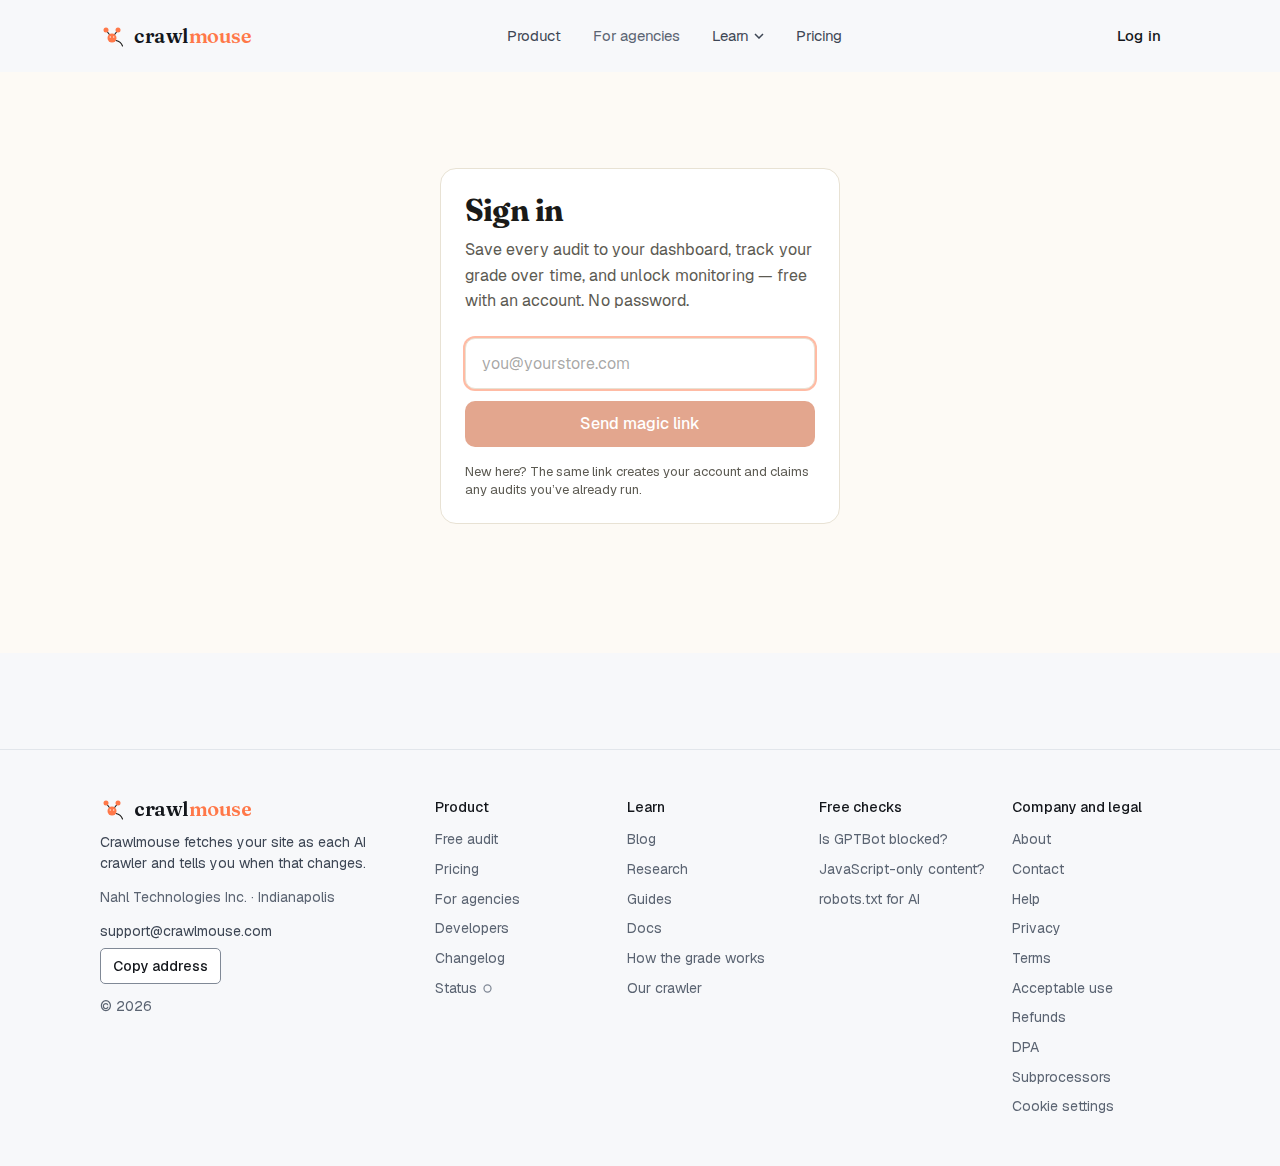 crawlmouse
Product
For agencies
Learn
Pricing
Log in
Sign in
Save every audit to your dashboard, track your
grade over time, and unlock monitoring — free
with an account. No password.
you@yourstore.com
Send magic link
New here? The same link creates your account and claims
any audits you’ve already run.
crawlmouse
Crawlmouse fetches your site as each AI
crawler and tells you when that changes.
Nahl Technologies Inc. · Indianapolis
support@crawlmouse.com
Copy address
© 2026
Product
Free audit
Pricing
For agencies
Developers
Changelog
Status
Learn
Blog
Research
Guides
Docs
How the grade works
Our crawler
Free checks
Is GPTBot blocked?
JavaScript-only content?
robots.txt for AI
Company and legal
About
Contact
Help
Privacy
Terms
Acceptable use
Refunds
DPA
Subprocessors
Cookie settings